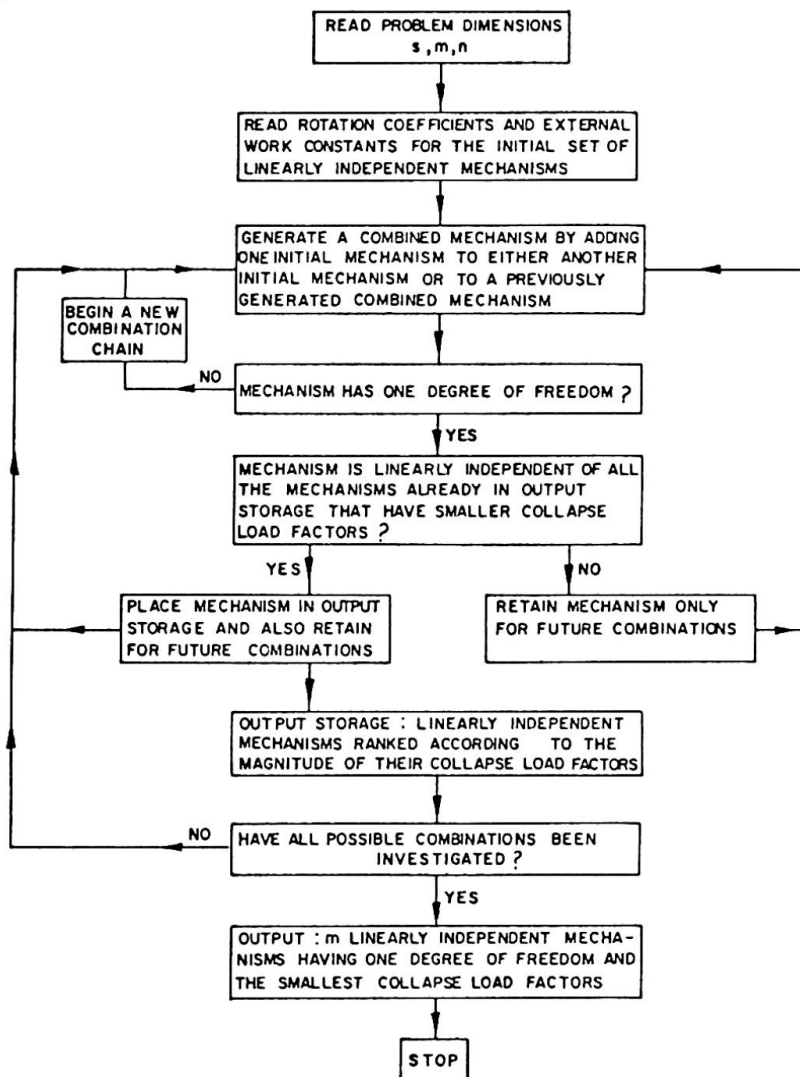 READ PROBLEM DIMENSIONS
s,m,n
READ ROTATION COEFFICIENTS AND EXTERNAL
WORK CONSTANTS FOR THE INITIAL SET OF
LINEARLY INDEPENDENT MECHANISMS
GENERATE A COMBINED MECHANISM BY ADDING
ONE INITIAL MECHANISM TO EITHER ANOTHER
INITIAL MECHANISM OR TO A PREVIOUSLY
GENERATED COMBINED MECHANISM
BEGIN A NEW
COMBINATION
CHAIN
NO
MECHANISM HAS ONE DEGREE OF FREEDOM ?
YES
MECHANISM IS LINEARLY INDEPENDENT OF ALL
THE MECHANISMS ALREADY IN OUTPUT
STORAGE THAT HAVE SMALLER COLLAPSE
LOAD FACTORS ?
YES
NO
PLACE MECHANISM IN OUTPUT
STORAGE AND ALSO RETAIN
FOR FUTURE COMBINATIONS
RETAIN MECHANISM ONLY
FOR FUTURE COMBINATIONS
OUTPUT STORAGE : LINEARLY INDEPENDENT
MECHANISMS RANKED ACCORDING TO THE
MAGNITUDE OF THEIR COLLAPSE LOAD FACTORS
NO
HAVE ALL POSSIBLE COMBINATIONS BEEN
INVESTIGATED ?
YES
OUTPUT : m LINEARLY INDEPENDENT MECHA-
NISMS HAVING ONE DEGREE OF FREEDOM AND
THE SMALLEST COLLAPSE LOAD FACTORS
STOP